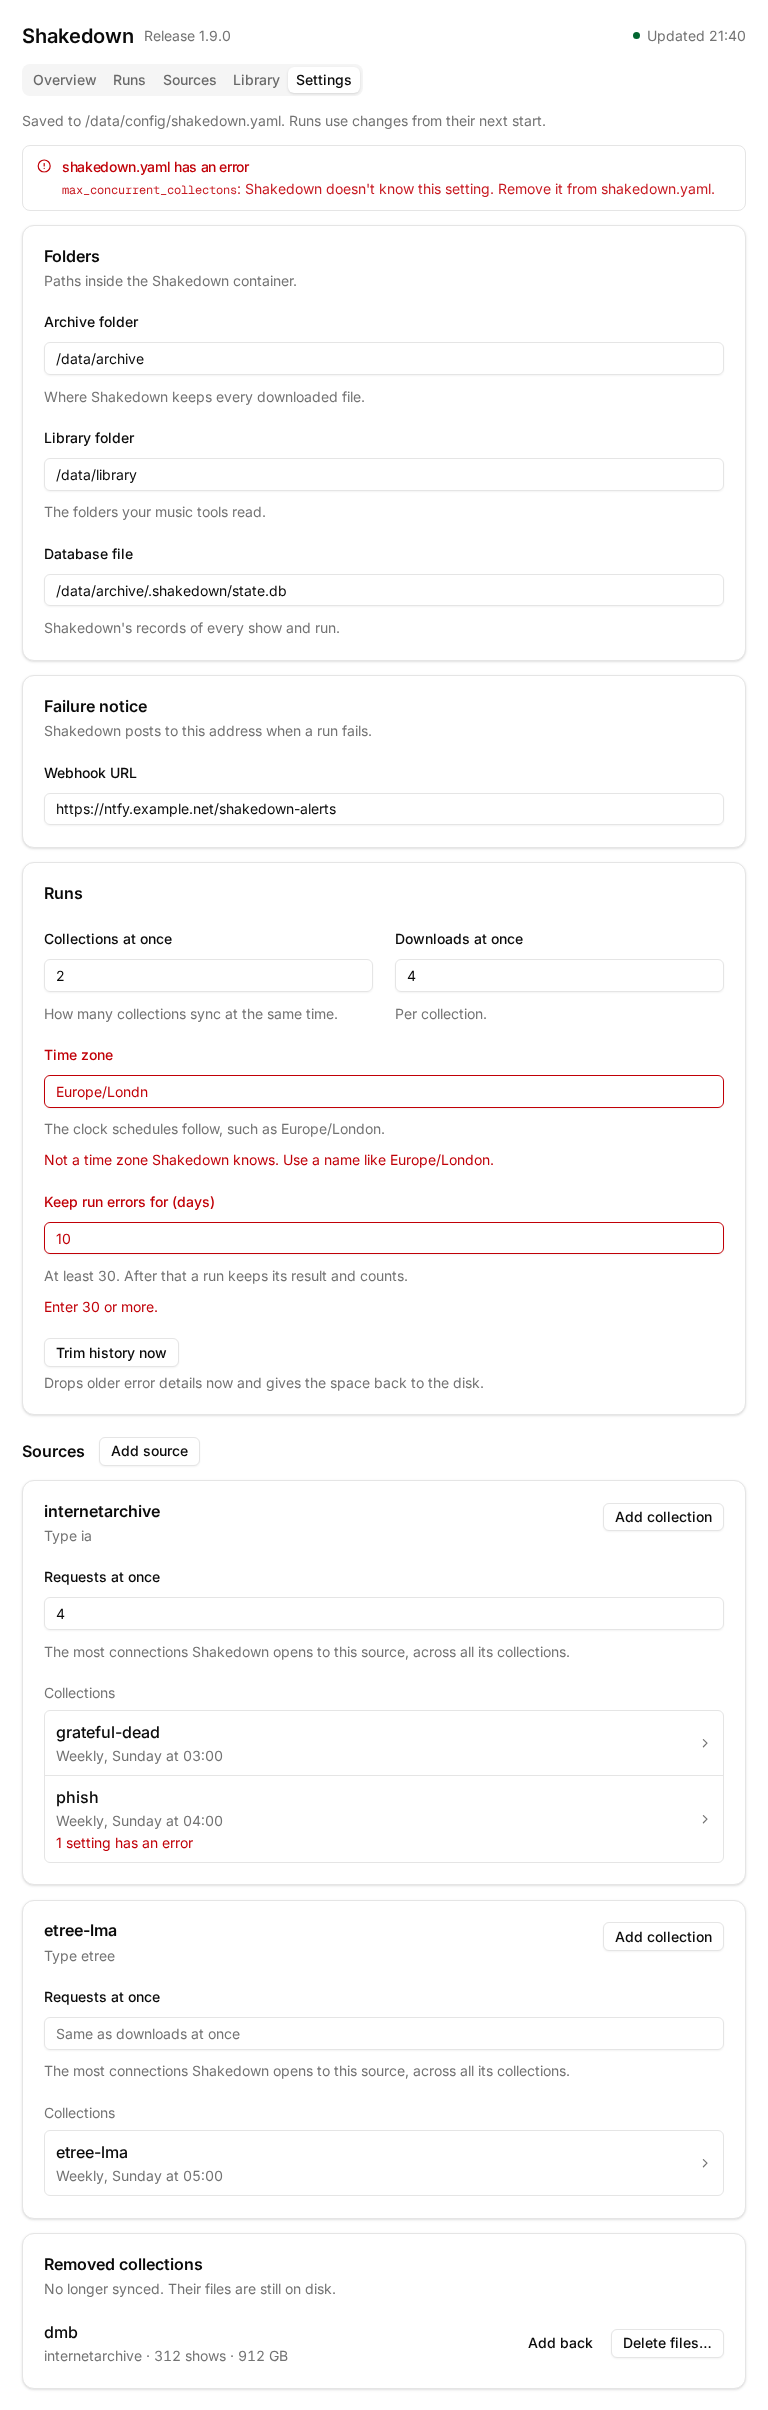 Shakedown Release 1.9.0 Updated 21:40
Overview Runs Sources Library Settings
Saved to /data/config/shakedown.yaml. Runs use changes from their next start.
shakedown.yaml has an error
max_concurrent_collectons: Shakedown doesn't know this setting. Remove it from shakedown.yaml.
Folders
Paths inside the Shakedown container.
Archive folder
/data/archive
Where Shakedown keeps every downloaded file.
Library folder
/data/library
The folders your music tools read.
Database file
/data/archive/.shakedown/state.db
Shakedown's records of every show and run.
Failure notice
Shakedown posts to this address when a run fails.
Webhook URL
https://ntfy.example.net/shakedown-alerts
Runs
Collections at once Downloads at once
2 4
How many collections sync at the same time. Per collection.
Time zone
Europe/Londn
The clock schedules follow, such as Europe/London.
Not a time zone Shakedown knows. Use a name like Europe/London.
Keep run errors for (days)
10
At least 30. After that a run keeps its result and counts.
Enter 30 or more.
Trim history now
Drops older error details now and gives the space back to the disk.
Sources Add source
internetarchive Add collection
Type ia
Requests at once
4
The most connections Shakedown opens to this source, across all its collections.
Collections
grateful-dead
Weekly, Sunday at 03:00
phish
Weekly, Sunday at 04:00
1 setting has an error
etree-lma Add collection
Type etree
Requests at once
Same as downloads at once
The most connections Shakedown opens to this source, across all its collections.
Collections
etree-lma
Weekly, Sunday at 05:00
Removed collections
No longer synced. Their files are still on disk.
dmb Add back Delete files...
internetarchive · 312 shows · 912 GB